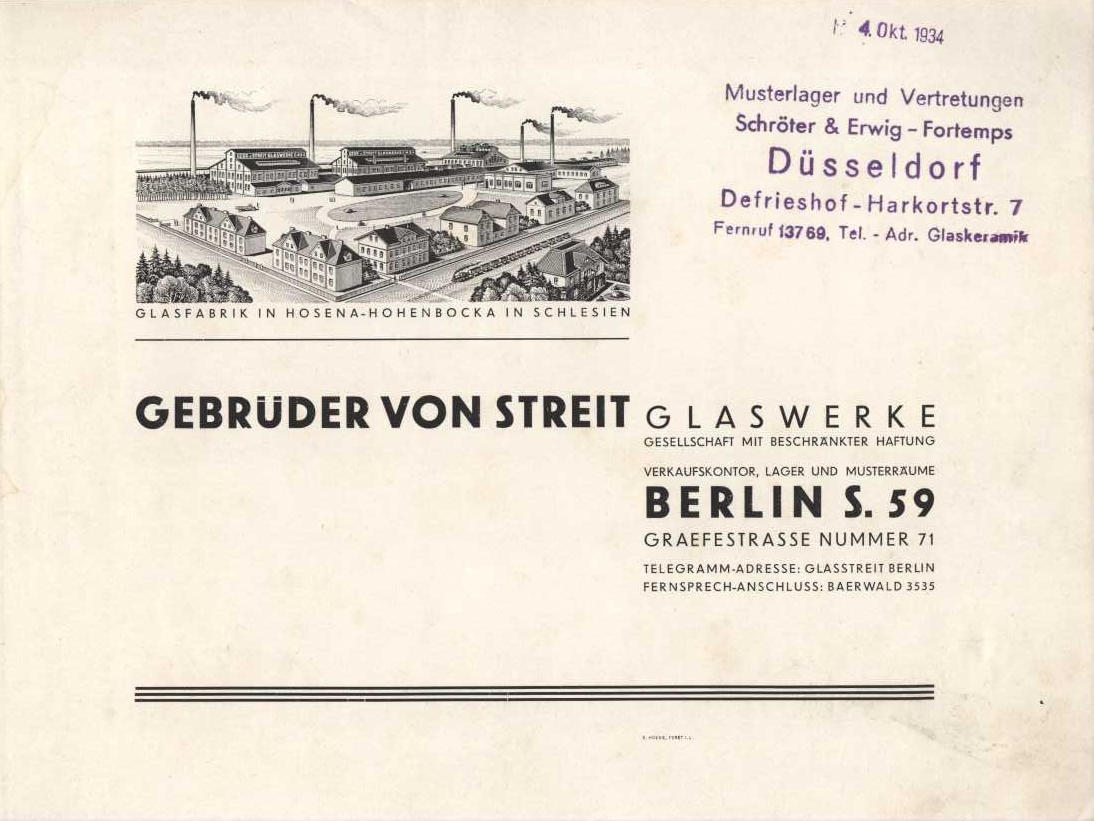 4. Okt. 1934
Musterlager und Vertretungen
Schröter & Erwig - Fortemps
Düsseldorf
Defrieshof - Harkortstr. 7
Fernruf 13769, Tel. - Adr. Glaskeramik
GLASFABRIK IN HOSENA-HOHENBOCKA IN SCHLESIEN
GEBRÜDER VON STREIT GLASWERKE
GESELLSCHAFT MIT BESCHRÄNKTER HAFTUNG
VERKAUFSKONTOR, LAGER UND MUSTERRÄUME
BERLIN S. 59
GRAEFESTRASSE NUMMER 71
TELEGRAMM-ADRESSE: GLASSTREIT BERLIN
FERNSPRECH-ANSCHLUSS: BAERWALD 3535